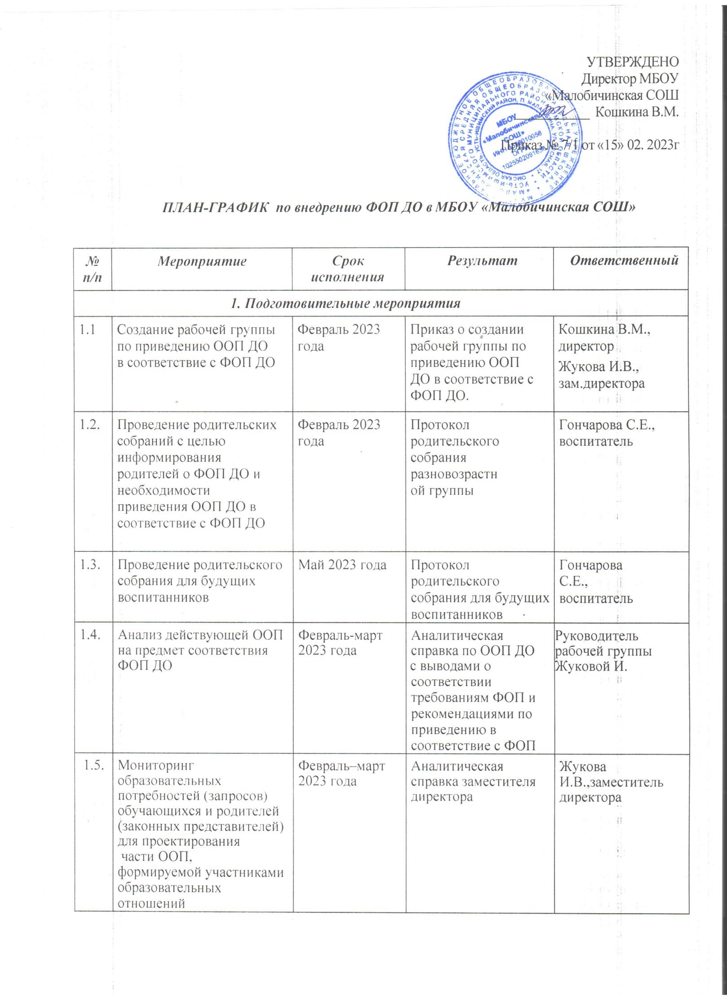 УТВЕРЖДЕНО
Директор МБОУ
«Малобичинская СОШ
Кошкина В.М.
Приказ № 7/1 от «15» 02. 2023г
МБОУ
«Малобичинская
СОШ»
ИНН
ОГРН
ПЛАН-ГРАФИК по внедрению ФОП ДО в МБОУ «Малобичинская СОШ»
№
п/п
Мероприятие
Срок
исполнения
Результат
Ответственный
1. Подготовительные мероприятия
1.1
Создание рабочей группы
по приведению ООП ДО
в соответствие с ФОП ДО
Февраль 2023
года
Приказ о создании
рабочей группы по
приведению ООП
ДО в соответствие с
ФОП ДО.
Кошкина В.М.,
директор
Жукова И.В.,
зам.директора
1.2.
Проведение родительских
собраний с целью
информирования
родителей о ФОП ДО и
необходимости
приведения ООП ДО в
соответствие с ФОП ДО
Февраль 2023
года
Протокол
родительского
собрания
разновозрастн
ой группы
Гончарова С.Е.,
воспитатель
1.3.
Проведение родительского
собрания для будущих
воспитанников
Май 2023 года
Протокол
родительского
собрания для будущих
воспитанников
Гончарова
С.Е.,
воспитатель
1.4.
Анализ действующей ООП
на предмет соответствия
ФОП ДО
Февраль-март
2023 года
Аналитическая
справка по ООП ДО
с выводами о
соответствии
требованиям ФОП и
рекомендациями по
приведению в
соответствие с ФОП
Руководитель
рабочей группы
Жуковой И.
1.5.
Мониторинг
образовательных
потребностей (запросов)
обучающихся и родителей
(законных представителей)
для проектирования
части ООП,
формируемой участниками
образовательных
отношений
Февраль–март
2023 года
Аналитическая
справка заместителя
директора
Жукова
И.В.,заместитель
директора